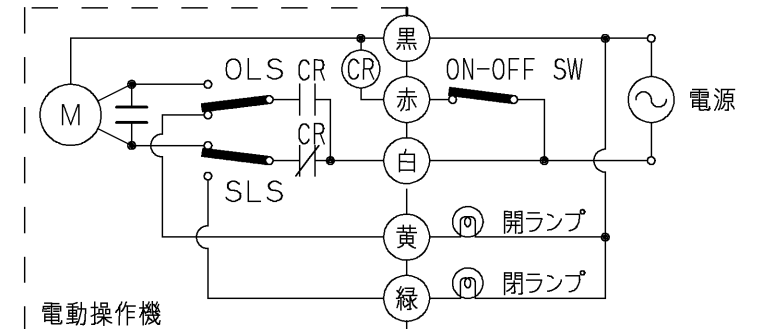 黒
OLS CR
CR
赤
ON-OFF SW
M
電源
CR
白
SLS
黄
開ランプ
緑
閉ランプ
電動操作機